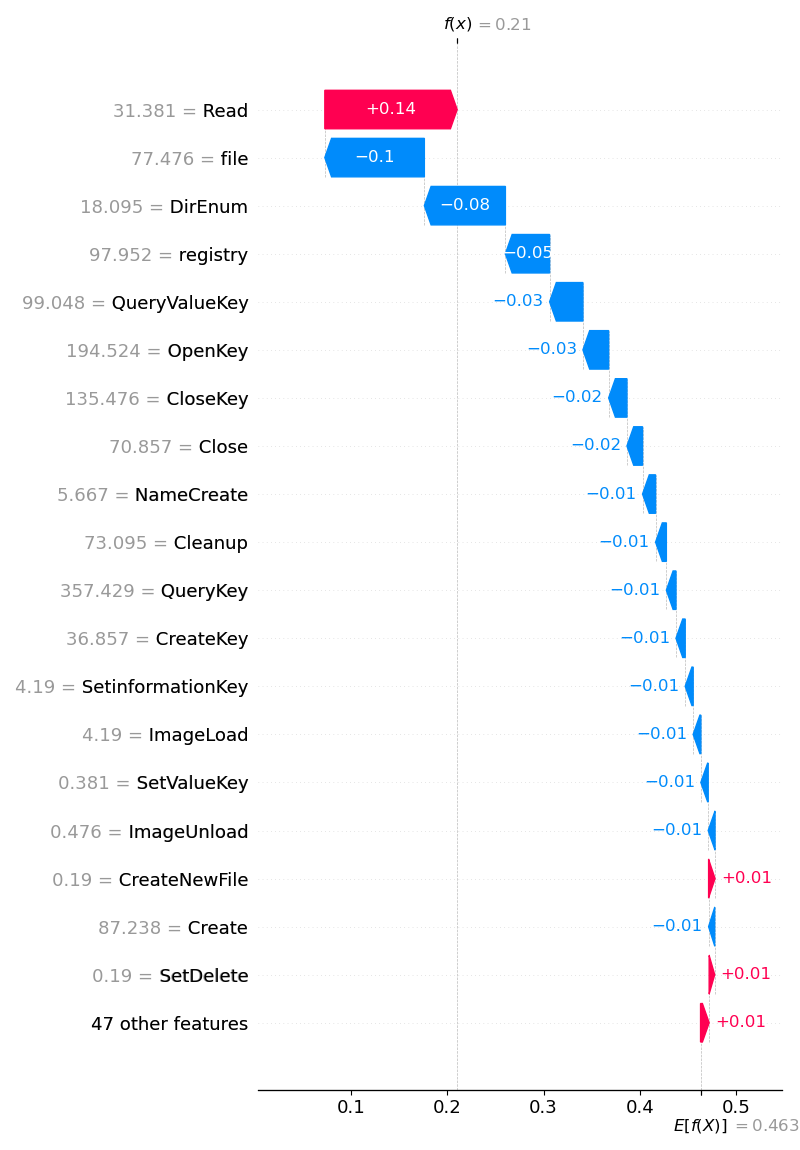 f(x) = 0.21
31.381 = Read +0.14
77.476 = file −0.1
18.095 = DirEnum −0.08
97.952 = registry −0.05
99.048 = QueryValueKey −0.03
194.524 = OpenKey −0.03
135.476 = CloseKey −0.02
70.857 = Close −0.02
5.667 = NameCreate −0.01
73.095 = Cleanup −0.01
357.429 = QueryKey −0.01
36.857 = CreateKey −0.01
4.19 = SetinformationKey −0.01
4.19 = ImageLoad −0.01
0.381 = SetValueKey −0.01
0.476 = ImageUnload −0.01
0.19 = CreateNewFile +0.01
87.238 = Create −0.01
0.19 = SetDelete +0.01
47 other features +0.01
0.1 0.2 0.3 0.4 0.5
E[f(X)] = 0.463